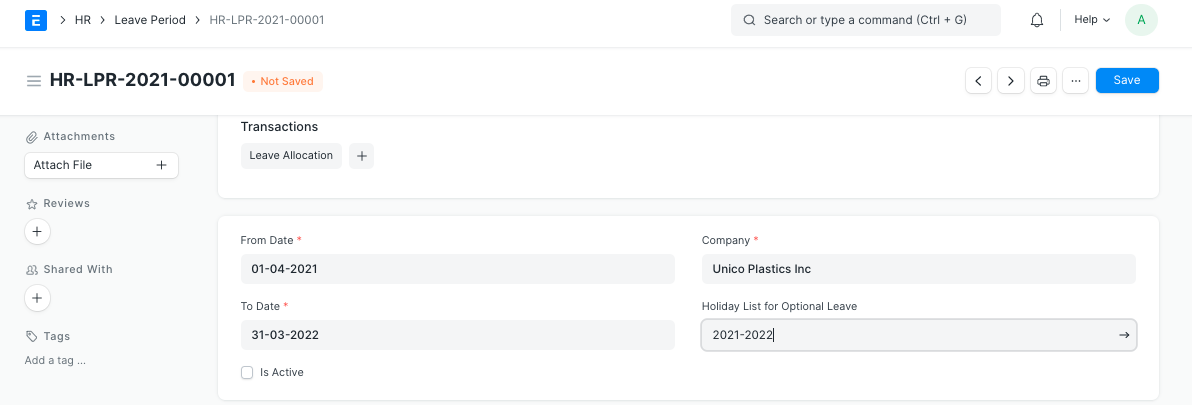 E > HR > Leave Period > HR-LPR-2021-00001
Search or type a command (Ctrl + G)
Help
A
HR-LPR-2021-00001
• Not Saved
...
Save
Attachments
Attach File +
Reviews
+
Shared With
+
Tags
Add a tag ...
Transactions
Leave Allocation +
From Date *
01-04-2021
Company *
Unico Plastics Inc
To Date *
31-03-2022
Holiday List for Optional Leave
2021-2022 →
Is Active